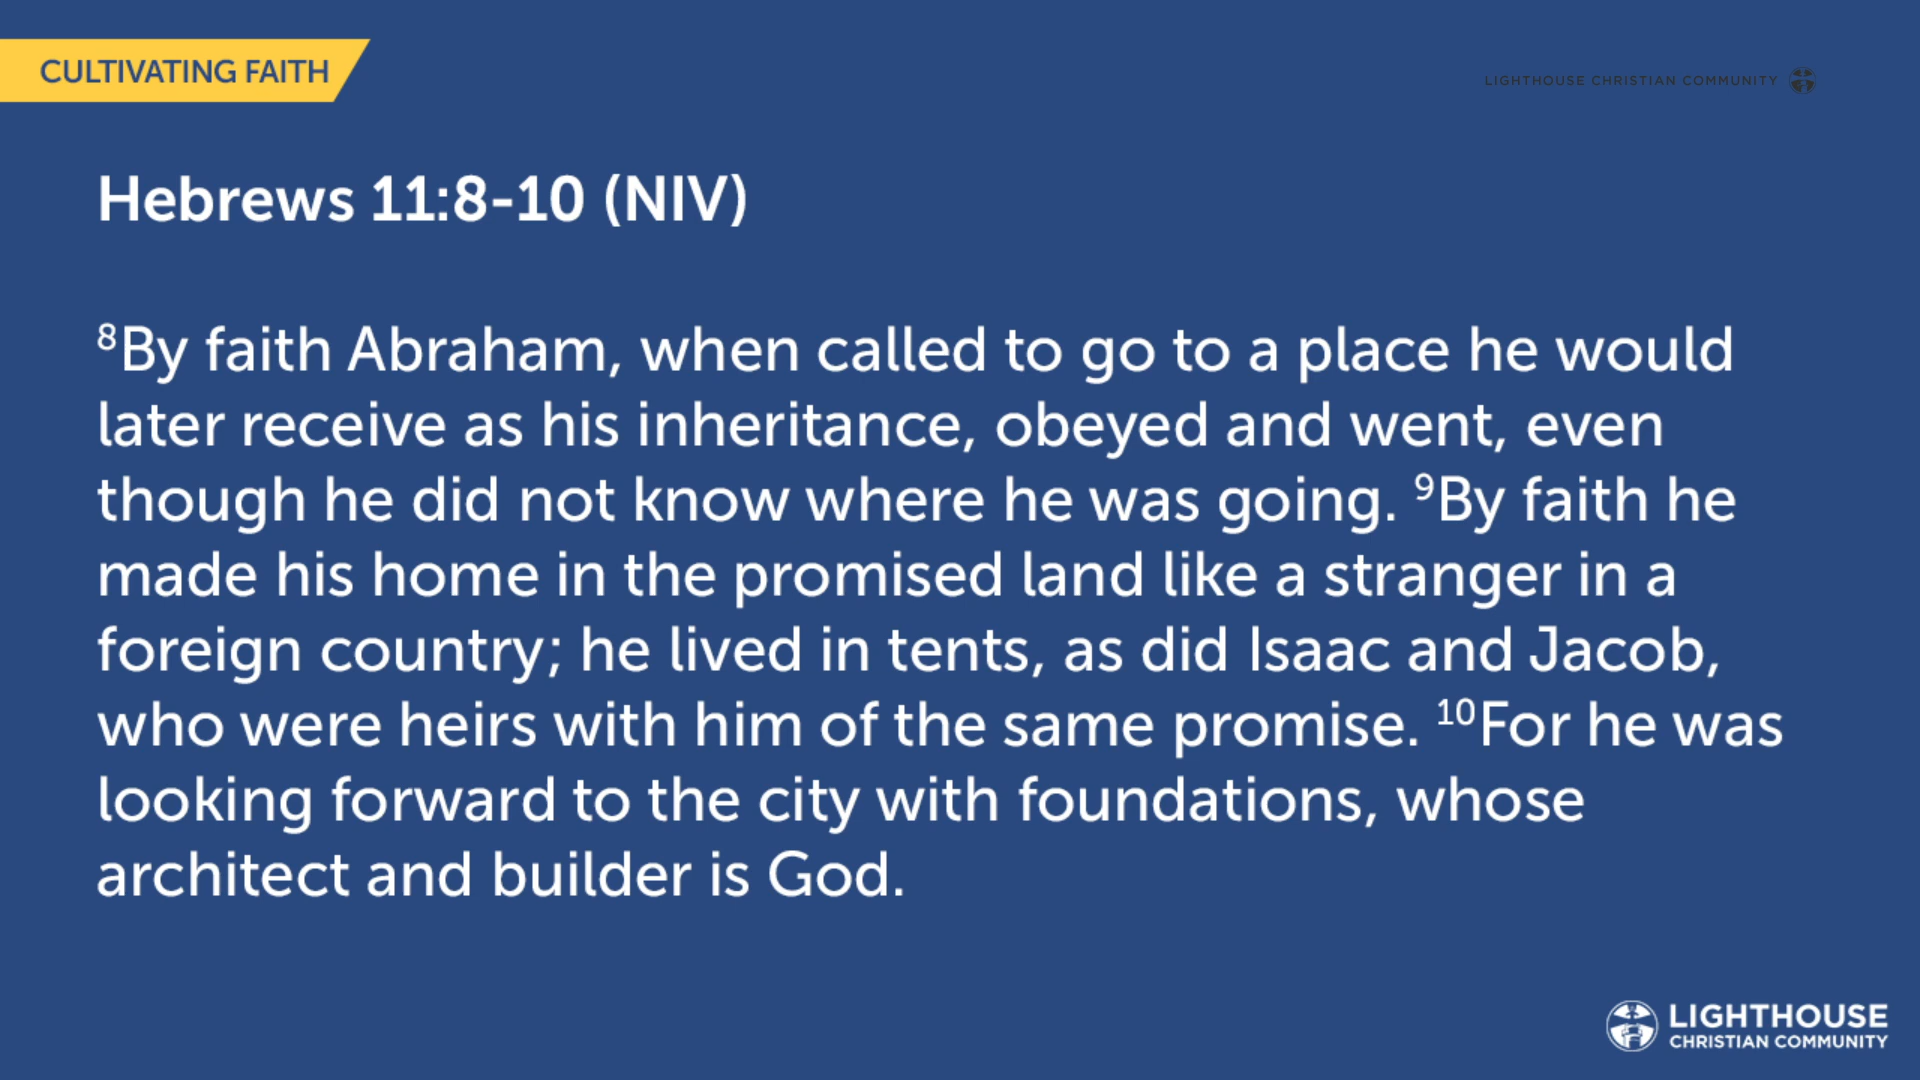 CULTIVATING FAITH
LIGHTHOUSE CHRISTIAN COMMUNITY
Hebrews 11:8-10 (NIV)
⁸By faith Abraham, when called to go to a place he would
later receive as his inheritance, obeyed and went, even
though he did not know where he was going. ⁹By faith he
made his home in the promised land like a stranger in a
foreign country; he lived in tents, as did Isaac and Jacob,
who were heirs with him of the same promise. ¹⁰For he was
looking forward to the city with foundations, whose
architect and builder is God.
LIGHTHOUSE
CHRISTIAN COMMUNITY